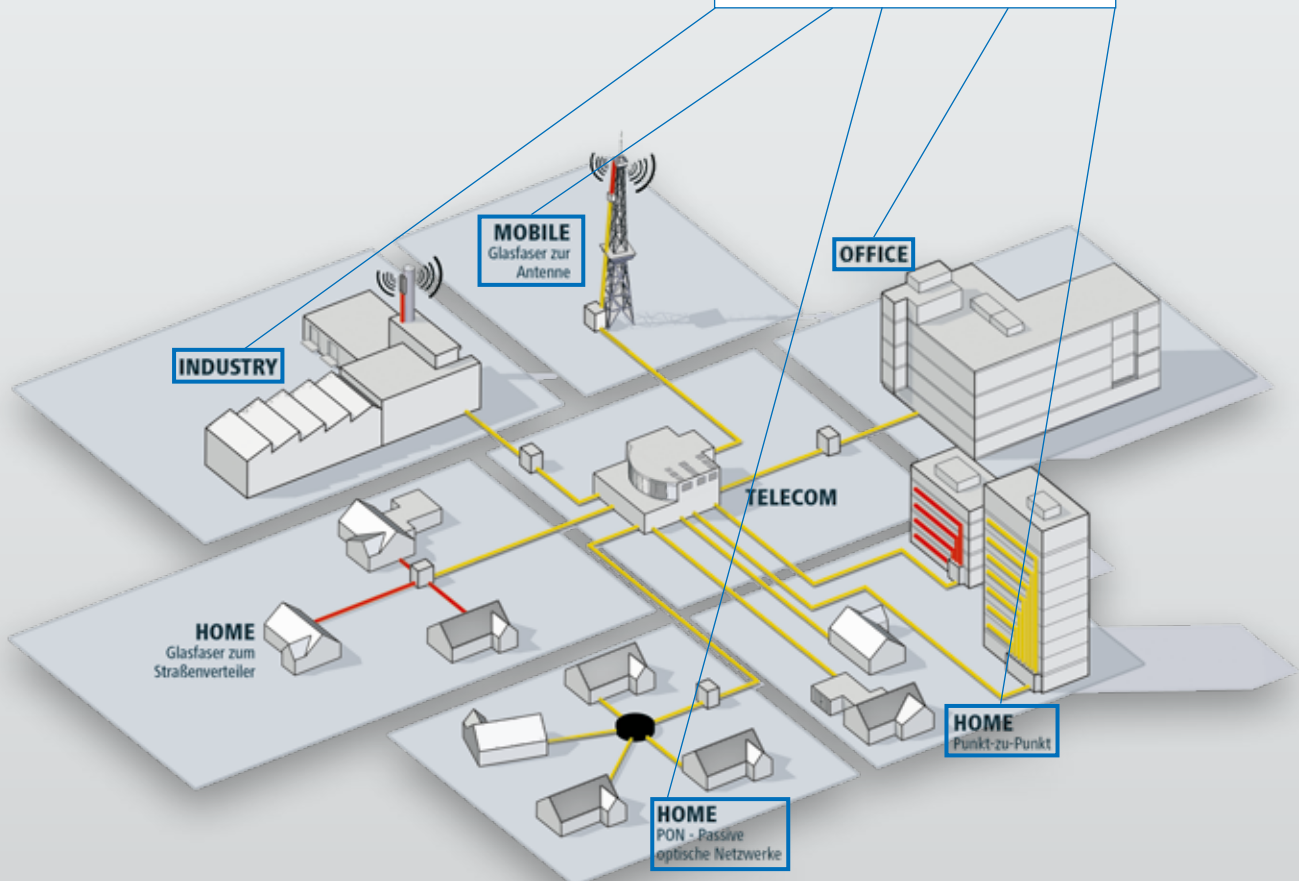 MOBILE
Glasfaser zur
Antenne
OFFICE
INDUSTRY
TELECOM
HOME
Glasfaser zum
Straßenverteiler
HOME
Punkt-zu-Punkt
HOME
PON - Passive
optische Netzwerke